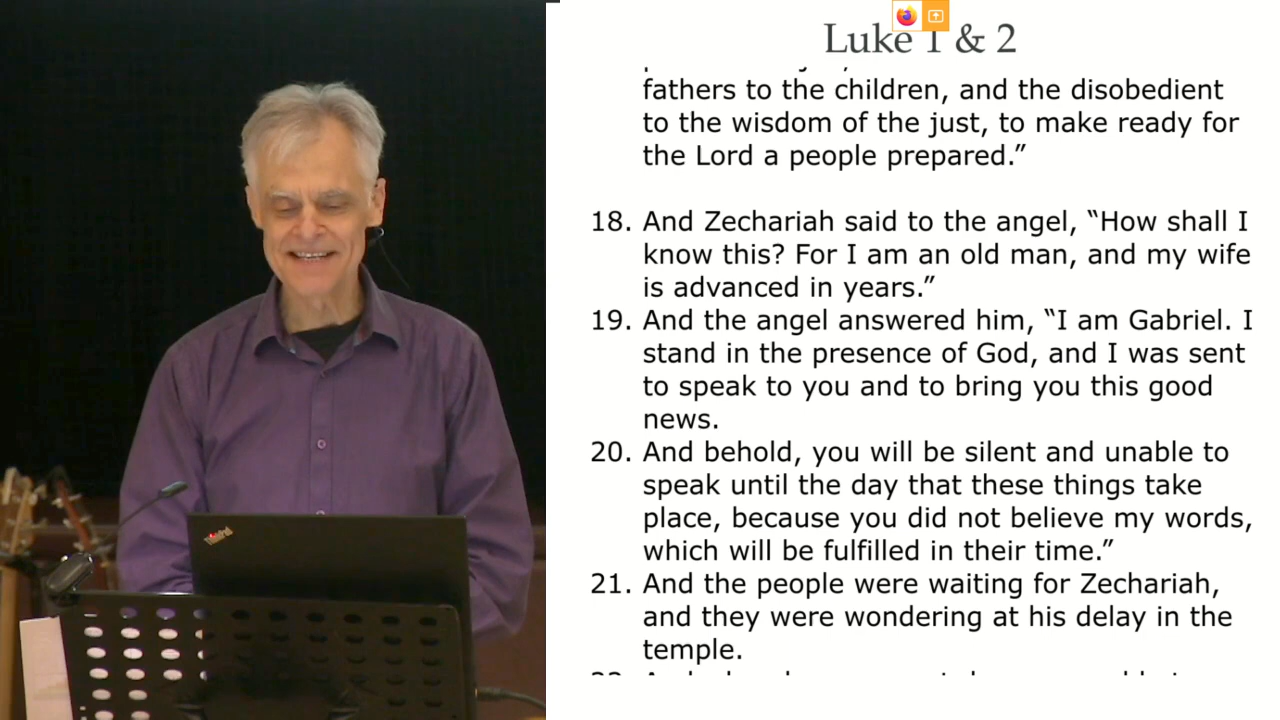 Luke 1 & 2
fathers to the children, and the disobedient
to the wisdom of the just, to make ready for
the Lord a people prepared.”
18. And Zechariah said to the angel, “How shall I
know this? For I am an old man, and my wife
is advanced in years.”
19. And the angel answered him, “I am Gabriel. I
stand in the presence of God, and I was sent
to speak to you and to bring you this good
news.
20. And behold, you will be silent and unable to
speak until the day that these things take
place, because you did not believe my words,
which will be fulfilled in their time.”
21. And the people were waiting for Zechariah,
and they were wondering at his delay in the
temple.